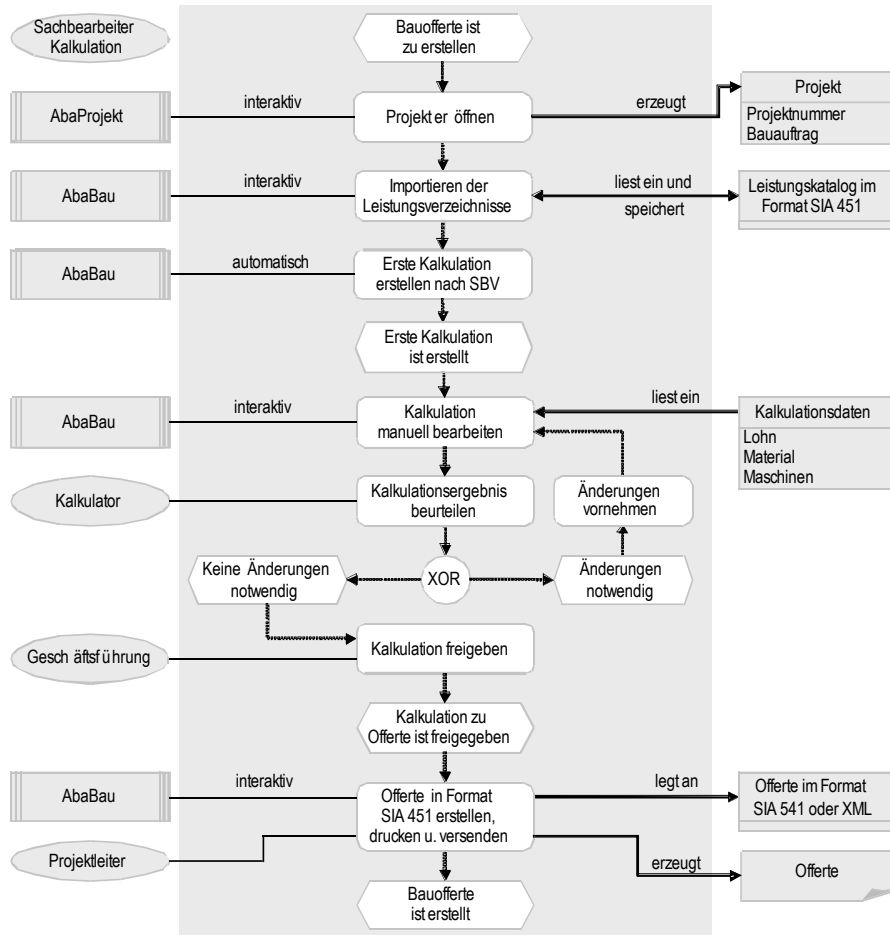 Sachbearbeiter
Kalkulation
Bauofferte ist
zu erstellen
AbaProjekt
interaktiv
Projekt er öffnen
erzeugt
Projekt
Projektnummer
Bauauftrag
AbaBau
interaktiv
Importieren der
Leistungsverzeichnisse
liest ein und
speichert
Leistungskatalog im
Format SIA 451
AbaBau
automatisch
Erste Kalkulation
erstellen nach SBV
Erste Kalkulation
ist erstellt
AbaBau
interaktiv
Kalkulation
manuell bearbeiten
liest ein
Kalkulationsdaten
Lohn
Material
Maschinen
Kalkulator
Kalkulationsergebnis
beurteilen
Änderungen
vornehmen
Keine Änderungen
notwendig
XOR
Änderungen
notwendig
Gesch äftsf ührung
Kalkulation freigeben
Kalkulation zu
Offerte ist freigegeben
AbaBau
interaktiv
Offerte in Format
SIA 451 erstellen,
drucken u. versenden
legt an
Offerte im Format
SIA 541 oder XML
Projektleiter
erzeugt
Offerte
Bauofferte
ist erstellt